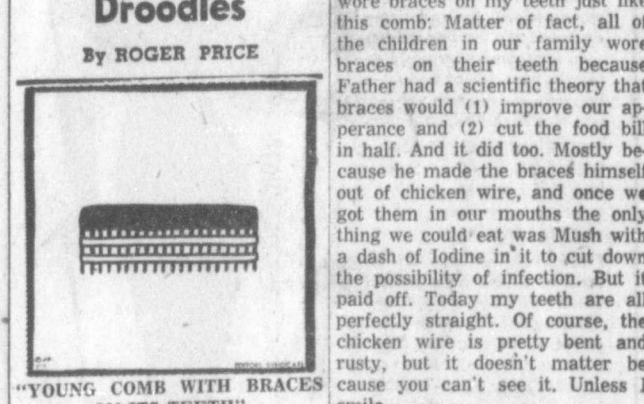 Droodles
By ROGER PRICE
"YOUNG COMB WITH BRACES
wore braces on my teeth just like
this comb: Matter of fact, all of
the children in our family wore
braces on their teeth because
Father had a scientific theory that
braces would (1) improve our ap-
perance and (2) cut the food bill
in half. And it did too. Mostly be-
cause he made the braces himself
out of chicken wire, and once we
got them in our mouths the only
thing we could eat was Mush with
a dash of Iodine in it to cut down
the possibility of infection. But it
paid off. Today my teeth are all
perfectly straight. Of course, the
chicken wire is pretty bent and
rusty, but it doesn't matter be
cause you can't see it. Unless I